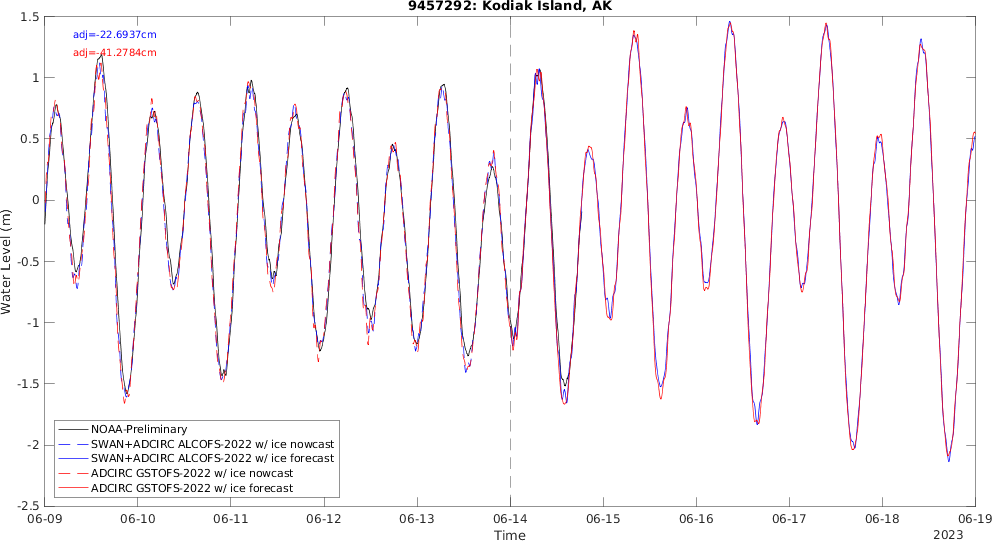 9457292: Kodiak Island, AK
adj=-22.6937cm
adj=-41.2784cm
1.5
1
0.5
0
-0.5
-1
-1.5
-2
-2.5
Water Level (m)
NOAA-Preliminary
SWAN+ADCIRC ALCOFS-2022 w/ ice nowcast
SWAN+ADCIRC ALCOFS-2022 w/ ice forecast
ADCIRC GSTOFS-2022 w/ ice nowcast
ADCIRC GSTOFS-2022 w/ ice forecast
06-09 06-10 06-11 06-12 06-13 06-14 06-15 06-16 06-17 06-18 06-19
Time
2023